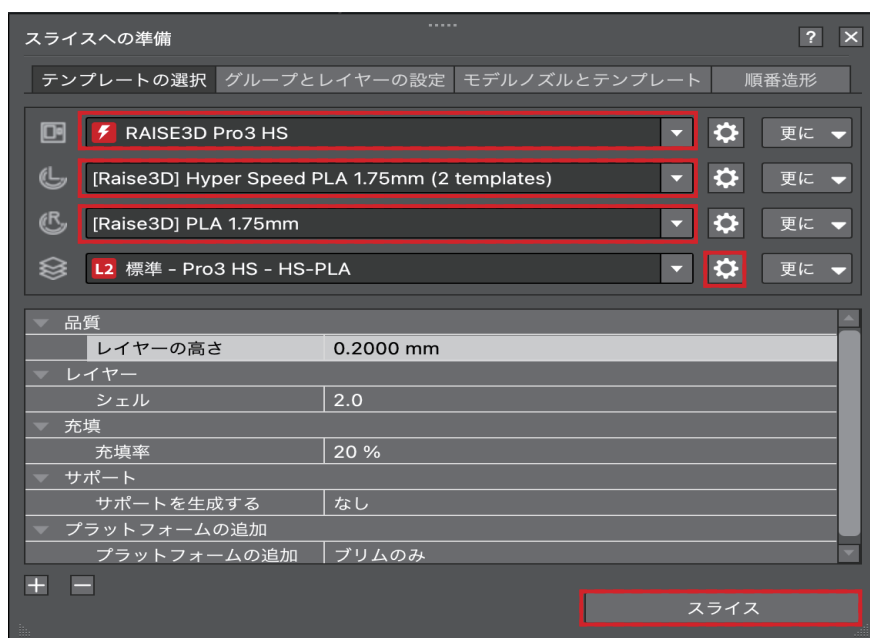 スライスへの準備
?
テンプレートの選択 グループとレイヤーの設定 モデルノズルとテンプレート 順番造形
RAISE3D Pro3 HS 更に
L [Raise3D] Hyper Speed PLA 1.75mm (2 templates) 更に
R [Raise3D] PLA 1.75mm 更に
L2 標準 - Pro3 HS - HS-PLA 更に
品質
レイヤーの高さ 0.2000 mm
レイヤー
シェル 2.0
充填
充填率 20 %
サポート
サポートを生成する なし
プラットフォームの追加
プラットフォームの追加 ブリムのみ
スライス